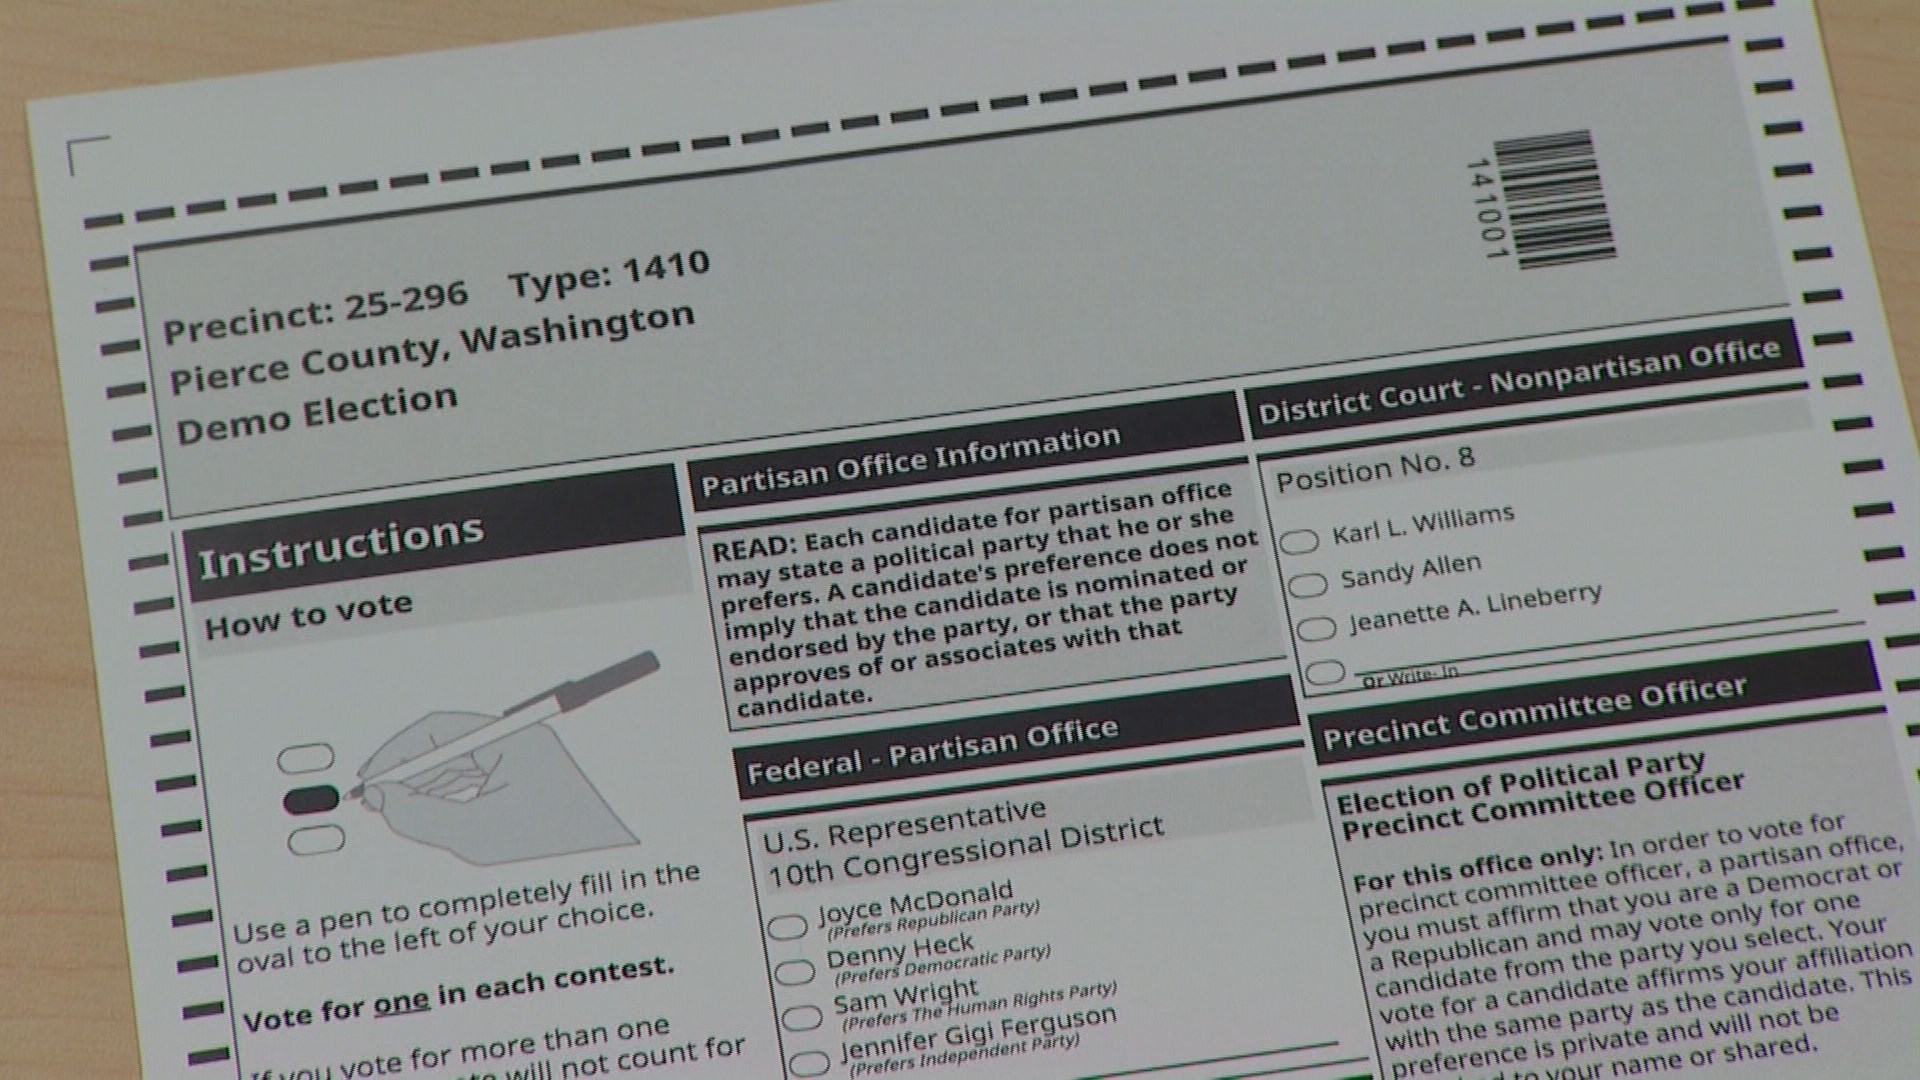 Precinct: 25-296 Type: 1410
Pierce County, Washington
Demo Election
141001
Instructions
How to vote
Use a pen to completely fill in the
oval to the left of your choice.
Vote for one in each contest.
If you vote for more than one
will not count for
Partisan Office Information
READ: Each candidate for partisan office
may state a political party that he or she
prefers. A candidate's preference does not
imply that the candidate is nominated or
endorsed by the party, or that the party
approves of or associates with that
candidate.
Federal - Partisan Office
U.S. Representative
10th Congressional District
Joyce McDonald
(Prefers Republican Party)
Denny Heck
(Prefers Democratic Party)
Sam Wright
(Prefers The Human Rights Party)
Jennifer Gigi Ferguson
(Prefers Independent Party)
District Court - Nonpartisan Office
Position No. 8
Karl L. Williams
Sandy Allen
Jeanette A. Lineberry
Or Write- In
Precinct Committee Officer
Election of Political Party
Precinct Committee Officer
For this office only: In order to vote for
precinct committee officer, a partisan office,
you must affirm that you are a Democrat or
a Republican and may vote only for one
candidate from the party you select. Your
vote for a candidate affirms your affiliation
with the same party as the candidate. This
preference is private and will not be
to your name or shared.